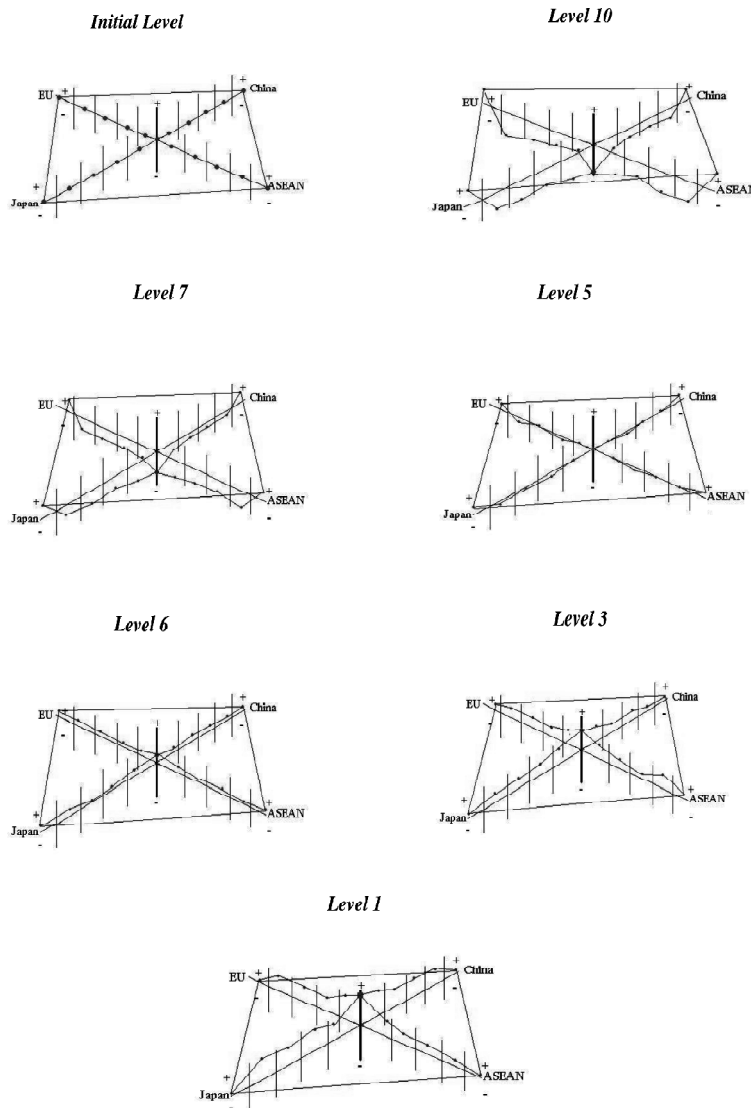 Initial Level
Level 10
+
+
EU
China
+
-
-
-
+
+
ASEAN
Japan
-
-
+
+
EU
China
+
-
-
-
+
+
ASEAN
Japan
-
-
Level 7
Level 5
+
+
EU
China
+
-
-
-
+
+
ASEAN
Japan
-
-
+
+
EU
China
+
-
-
-
+
+
ASEAN
Japan
-
-
Level 6
Level 3
+
+
EU
China
+
-
-
-
+
+
ASEAN
Japan
-
-
+
+
EU
China
+
-
-
-
+
+
ASEAN
Japan
-
-
Level 1
+
+
EU
China
+
-
-
-
+
+
ASEAN
Japan
-
-